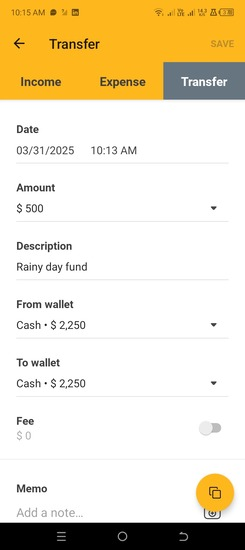 10:15 AM
Transfer
SAVE
Income Expense Transfer
Date
03/31/2025 10:13 AM
Amount
$ 500
Description
Rainy day fund
From wallet
Cash • $ 2,250
To wallet
Cash • $ 2,250
Fee
$ 0
Memo
Add a note...